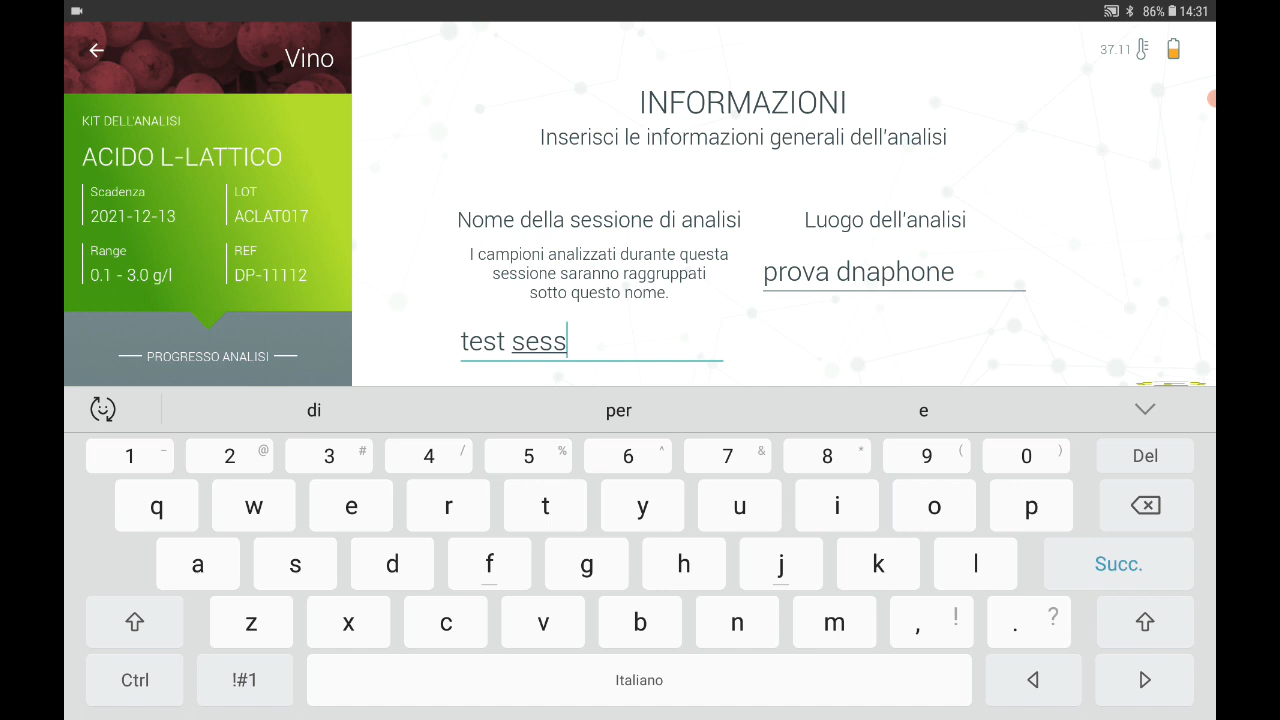 86% 14:31
Vino
37.11
KIT DELL'ANALISI
ACIDO L-LATTICO
Scadenza LOT
2021-12-13 ACLAT017
Range REF
0.1 - 3.0 g/l DP-11112
PROGRESSO ANALISI
INFORMAZIONI
Inserisci le informazioni generali dell'analisi
Nome della sessione di analisi
I campioni analizzati durante questa
sessione saranno raggruppati
sotto questo nome.
test sess
Luogo dell'analisi
prova dnaphone
di per e
1 - 2 @ 3 # 4 / 5 % 6 ^ 7 & 8 * 9 ( 0 ) Del
q w e r t y u i o p
a s d f g h j k l Succ.
z x c v b n m , ! . ?
Ctrl !#1 Italiano